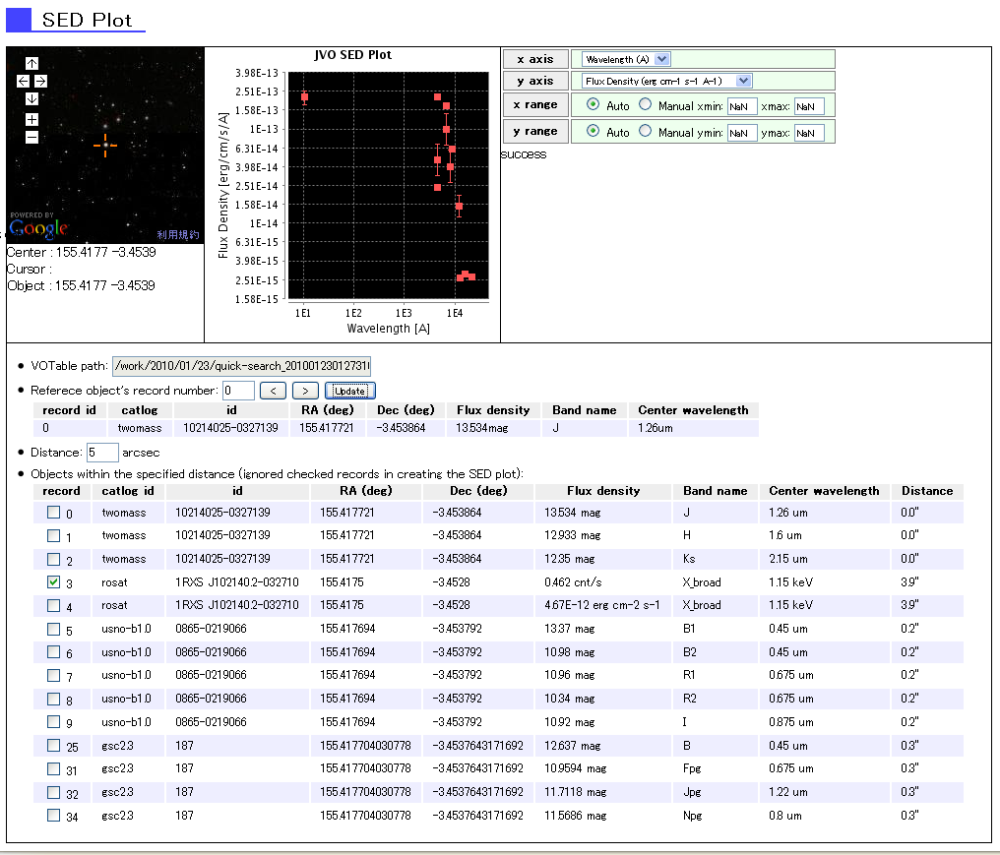 SED Plot
POWERED BY
Google
利用規約
Center : 155.4177 -3.4539
Cursor :
Object : 155.4177 -3.4539
JVO SED Plot
Flux Density [erg/cm/s/A]
3.98E-13
2.51E-13
1.58E-13
1E-13
6.31E-14
3.98E-14
2.51E-14
1.58E-14
1E-14
6.31E-15
3.98E-15
2.51E-15
1.58E-15
1E1 1E2 1E3 1E4
Wavelength [A]
x axis Wavelength (A)
y axis Flux Density (erg cm-1 s-1 A-1)
x range Auto Manual xmin: NaN xmax: NaN
y range Auto Manual ymin: NaN ymax: NaN
success
VOTable path: /work/2010/01/23/quick-search_2010012301273
Referece object's record number: 0 < > Update
record id catlog id RA (deg) Dec (deg) Flux density Band name Center wavelength
0 twomass 10214025-0327139 155.417721 -3.453864 13.534mag J 1.26um
Distance: 5 arcsec
Objects within the specified distance (ignored checked records in creating the SED plot):
record catlog id id RA (deg) Dec (deg) Flux density Band name Center wavelength Distance
0 twomass 10214025-0327139 155.417721 -3.453864 13.534 mag J 1.26 um 0.0"
1 twomass 10214025-0327139 155.417721 -3.453864 12.933 mag H 1.6 um 0.0"
2 twomass 10214025-0327139 155.417721 -3.453864 12.35 mag Ks 2.15 um 0.0"
3 rosat 1RXS J102140.2-032710 155.4175 -3.4528 0.462 cnt/s X_broad 1.15 keV 3.9"
4 rosat 1RXS J102140.2-032710 155.4175 -3.4528 4.67E-12 erg cm-2 s-1 X_broad 1.15 keV 3.9"
5 usno-b1.0 0865-0219066 155.417694 -3.453792 13.37 mag B1 0.45 um 0.2"
6 usno-b1.0 0865-0219066 155.417694 -3.453792 10.98 mag B2 0.45 um 0.2"
7 usno-b1.0 0865-0219066 155.417694 -3.453792 10.96 mag R1 0.675 um 0.2"
8 usno-b1.0 0865-0219066 155.417694 -3.453792 10.34 mag R2 0.675 um 0.2"
9 usno-b1.0 0865-0219066 155.417694 -3.453792 10.92 mag I 0.875 um 0.2"
25 gsc2.3 187 155.417704030778 -3.4537643171692 12.637 mag B 0.45 um 0.3"
31 gsc2.3 187 155.417704030778 -3.4537643171692 10.9594 mag Fpg 0.675 um 0.3"
32 gsc2.3 187 155.417704030778 -3.4537643171692 11.7118 mag Jpg 1.22 um 0.3"
34 gsc2.3 187 155.417704030778 -3.4537643171692 11.5686 mag Npg 0.8 um 0.3"